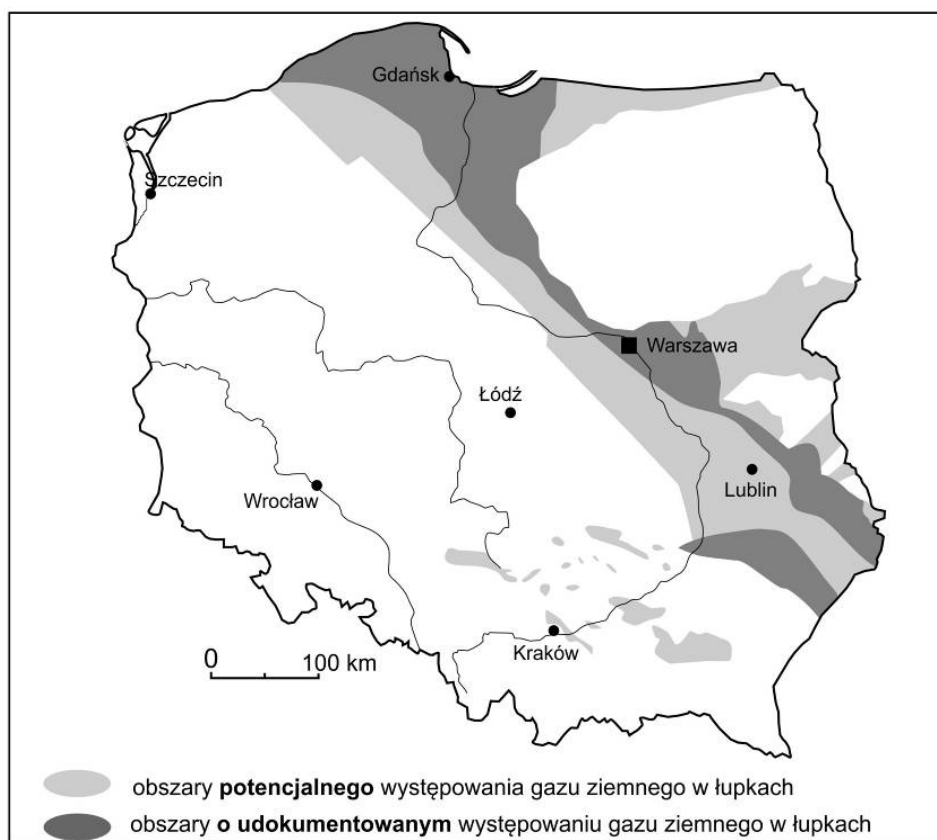 Gdańsk
Szczecin
Warszawa
Łódź
Lublin
Wrocław
Kraków
0 100 km
obszary potencjalnego występowania gazu ziemnego w łupkach
obszary o udokumentowanym występowaniu gazu ziemnego w łupkach